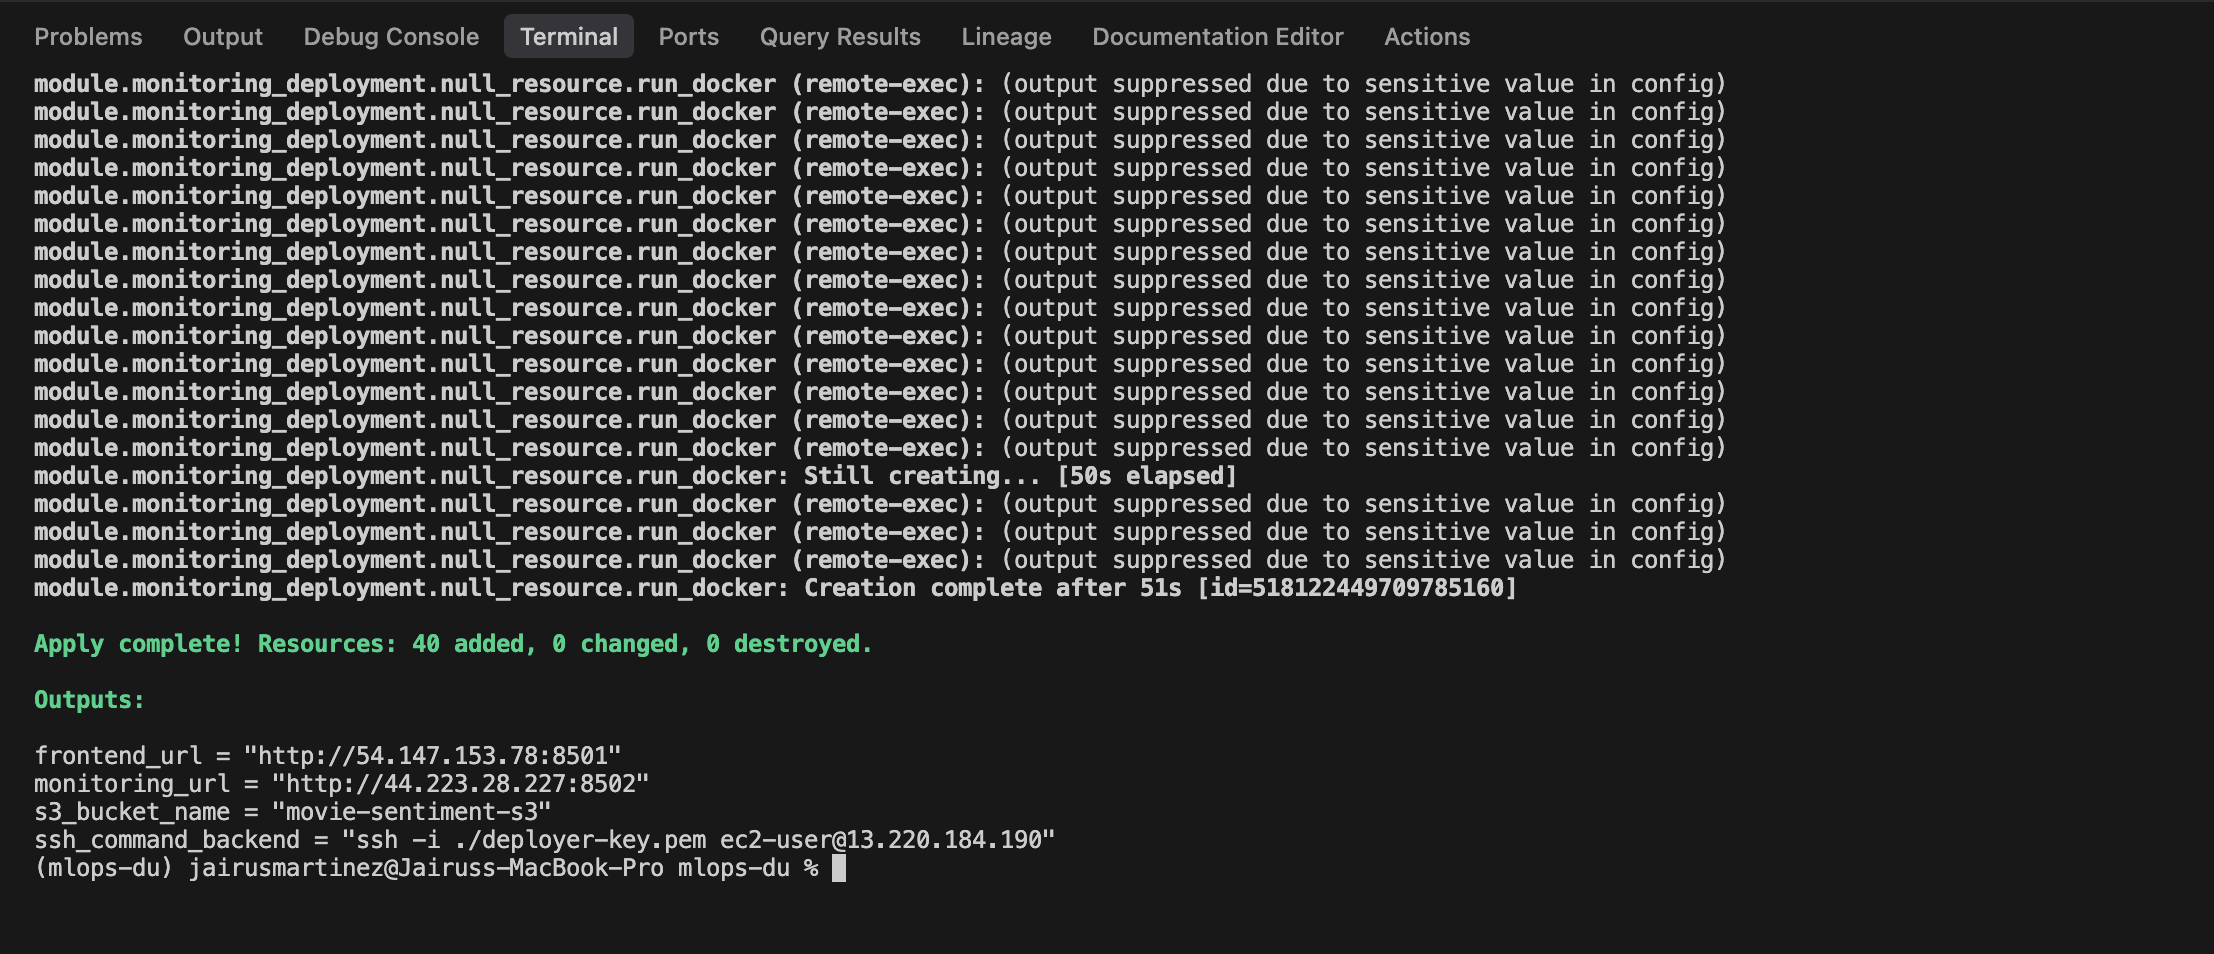 Problems Output Debug Console Terminal Ports Query Results Lineage Documentation Editor Actions
module.monitoring_deployment.null_resource.run_docker (remote-exec): (output suppressed due to sensitive value in config)
module.monitoring_deployment.null_resource.run_docker (remote-exec): (output suppressed due to sensitive value in config)
module.monitoring_deployment.null_resource.run_docker (remote-exec): (output suppressed due to sensitive value in config)
module.monitoring_deployment.null_resource.run_docker (remote-exec): (output suppressed due to sensitive value in config)
module.monitoring_deployment.null_resource.run_docker (remote-exec): (output suppressed due to sensitive value in config)
module.monitoring_deployment.null_resource.run_docker (remote-exec): (output suppressed due to sensitive value in config)
module.monitoring_deployment.null_resource.run_docker (remote-exec): (output suppressed due to sensitive value in config)
module.monitoring_deployment.null_resource.run_docker (remote-exec): (output suppressed due to sensitive value in config)
module.monitoring_deployment.null_resource.run_docker (remote-exec): (output suppressed due to sensitive value in config)
module.monitoring_deployment.null_resource.run_docker (remote-exec): (output suppressed due to sensitive value in config)
module.monitoring_deployment.null_resource.run_docker (remote-exec): (output suppressed due to sensitive value in config)
module.monitoring_deployment.null_resource.run_docker (remote-exec): (output suppressed due to sensitive value in config)
module.monitoring_deployment.null_resource.run_docker (remote-exec): (output suppressed due to sensitive value in config)
module.monitoring_deployment.null_resource.run_docker (remote-exec): (output suppressed due to sensitive value in config)
module.monitoring_deployment.null_resource.run_docker: Still creating... [50s elapsed]
module.monitoring_deployment.null_resource.run_docker (remote-exec): (output suppressed due to sensitive value in config)
module.monitoring_deployment.null_resource.run_docker (remote-exec): (output suppressed due to sensitive value in config)
module.monitoring_deployment.null_resource.run_docker (remote-exec): (output suppressed due to sensitive value in config)
module.monitoring_deployment.null_resource.run_docker: Creation complete after 51s [id=518122449709785160]
Apply complete! Resources: 40 added, 0 changed, 0 destroyed.
Outputs:
frontend_url = "http://54.147.153.78:8501"
monitoring_url = "http://44.223.28.227:8502"
s3_bucket_name = "movie-sentiment-s3"
ssh_command_backend = "ssh -i ./deployer-key.pem ec2-user@13.220.184.190"
(mlops-du) jairusmartinez@Jairuss-MacBook-Pro mlops-du %